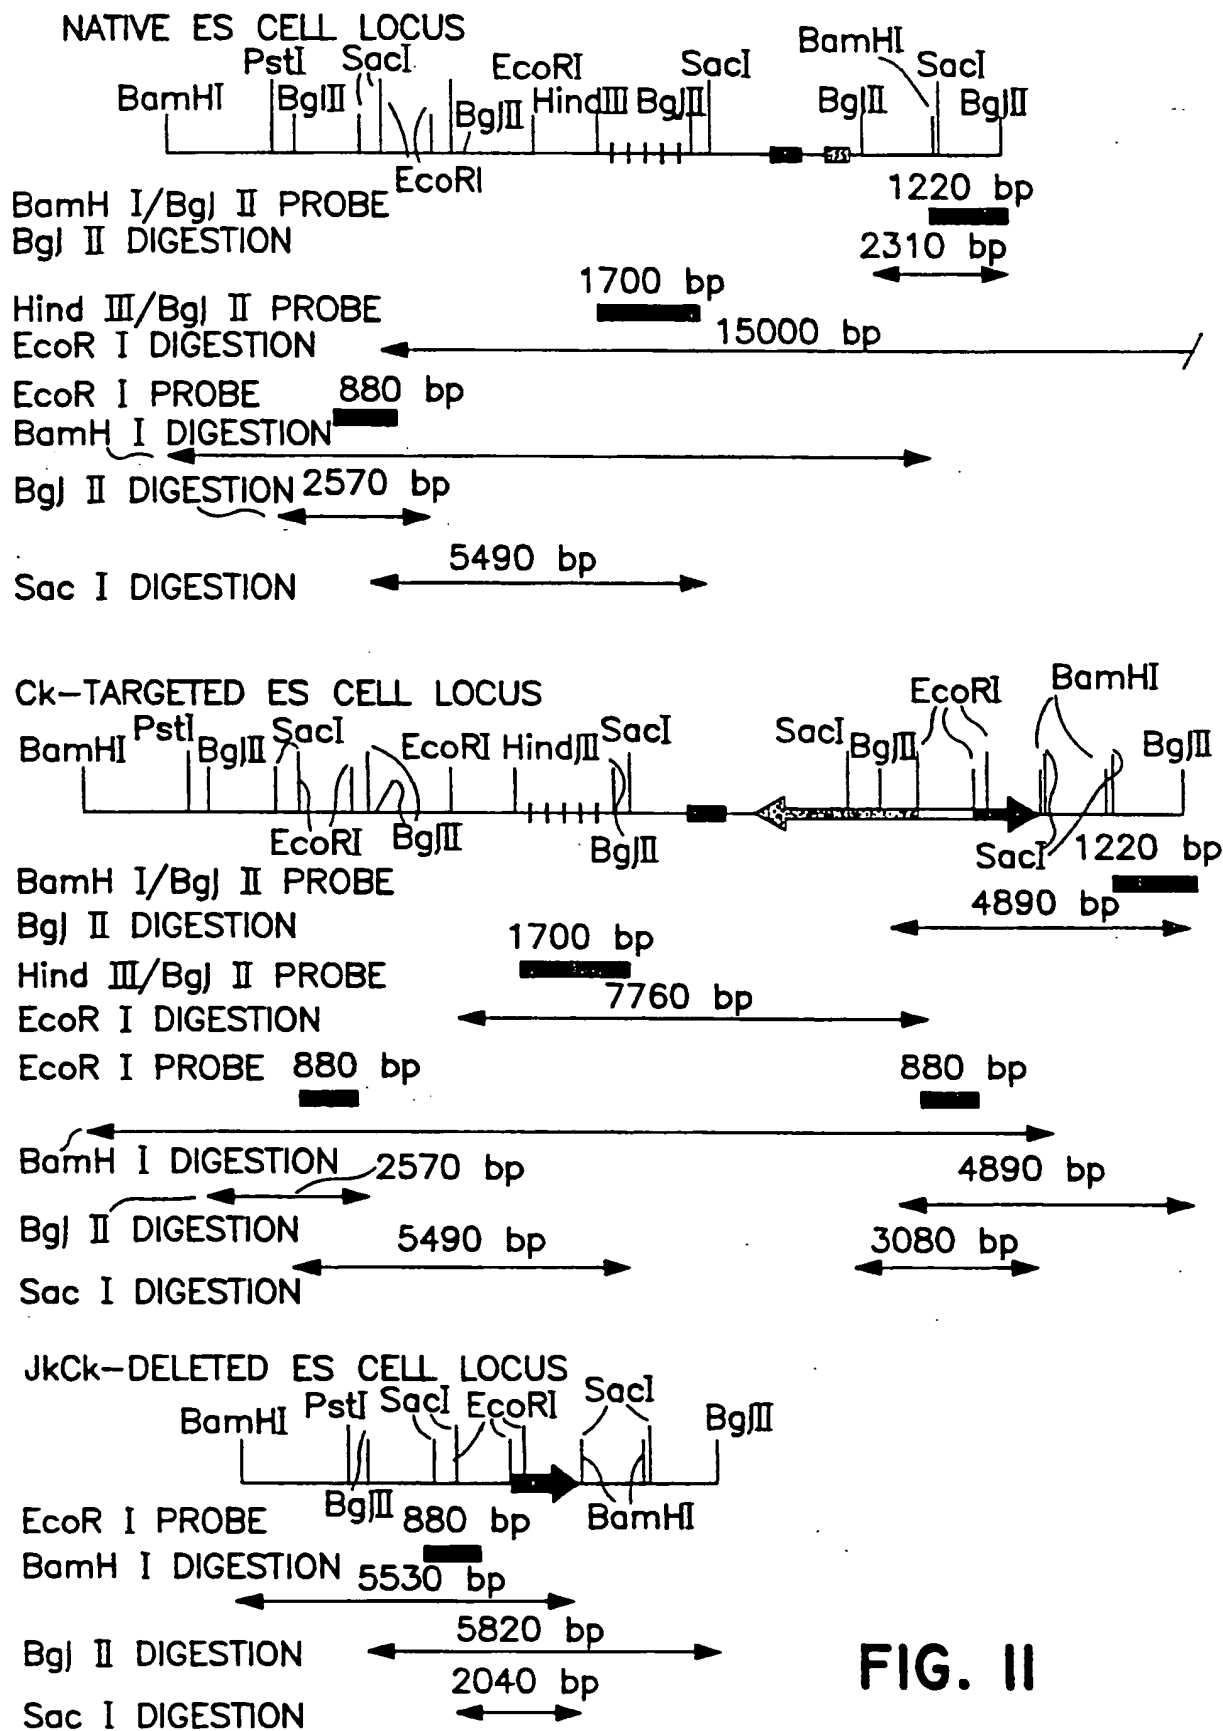 NATIVE ES CELL LOCUS
BamHI
PstI
BglII
SacI
EcoRI
BglII
EcoRI
HindIII
BglII
SacI
BglII
BamHI
SacI
BglII
BamH I/Bgl II PROBE
1220 bp
Bgl II DIGESTION
2310 bp
Hind III/Bgl II PROBE
1700 bp
EcoR I DIGESTION
15000 bp
EcoR I PROBE
880 bp
BamH I DIGESTION
Bgl II DIGESTION
2570 bp
5490 bp
Sac I DIGESTION
Ck-TARGETED ES CELL LOCUS
BamHI
PstI
BglII
SacI
EcoRI
BglII
EcoRI
HindIII
BglII
SacI
SacI
BglII
EcoRI
BamHI
SacI
BglII
BamH I/Bgl II PROBE
1220 bp
Bgl II DIGESTION
4890 bp
Hind III/Bgl II PROBE
1700 bp
EcoR I DIGESTION
7760 bp
EcoR I PROBE
880 bp
880 bp
BamH I DIGESTION
2570 bp
4890 bp
Bgl II DIGESTION
5490 bp
3080 bp
Sac I DIGESTION
JkCk-DELETED ES CELL LOCUS
BamHI
PstI
BglII
SacI
EcoRI
SacI
BamHI
BglII
EcoR I PROBE
880 bp
BamH I DIGESTION
5530 bp
Bgl II DIGESTION
5820 bp
2040 bp
Sac I DIGESTION
FIG. 11